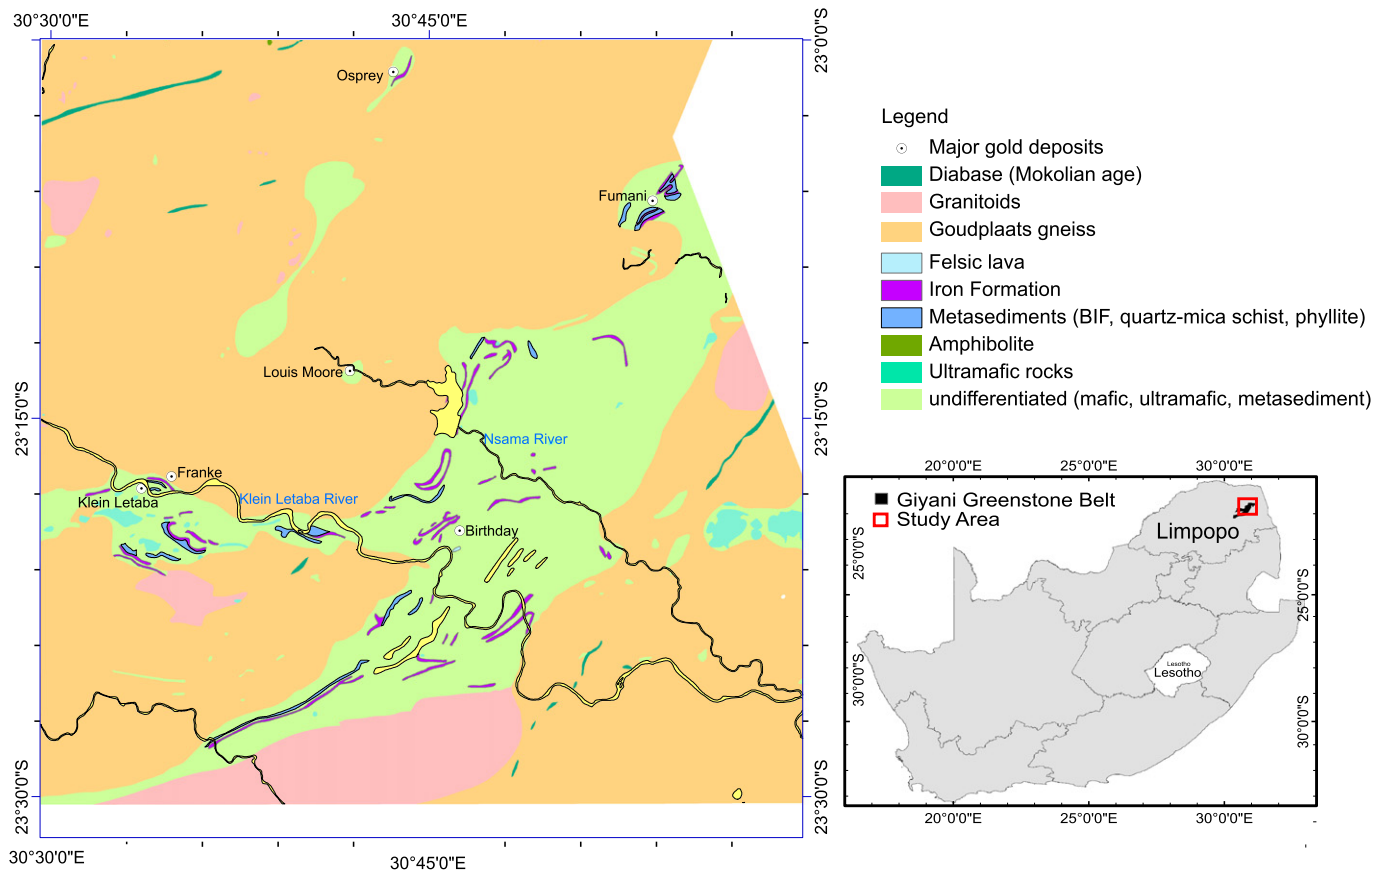 30°30'0"E
30°45'0"E
23°0'0"S
Osprey
Fumani
Louis Moore
23°15'0"S
23°15'0"S
Nsama River
Franke
Klein Letaba
Klein Letaba River
Birthday
23°30'0"S
23°30'0"S
30°30'0"E
30°45'0"E
Legend
Major gold deposits
Diabase (Mokolian age)
Granitoids
Goudplaats gneiss
Felsic lava
Iron Formation
Metasediments (BIF, quartz-mica schist, phyllite)
Amphibolite
Ultramafic rocks
undifferentiated (mafic, ultramafic, metasediment)
20°0'0"E
25°0'0"E
30°0'0"E
Giyani Greenstone Belt
Study Area
Limpopo
25°0'0"S
25°0'0"S
Lesotho
Lesotho
30°0'0"S
30°0'0"S
20°0'0"E
25°0'0"E
30°0'0"E